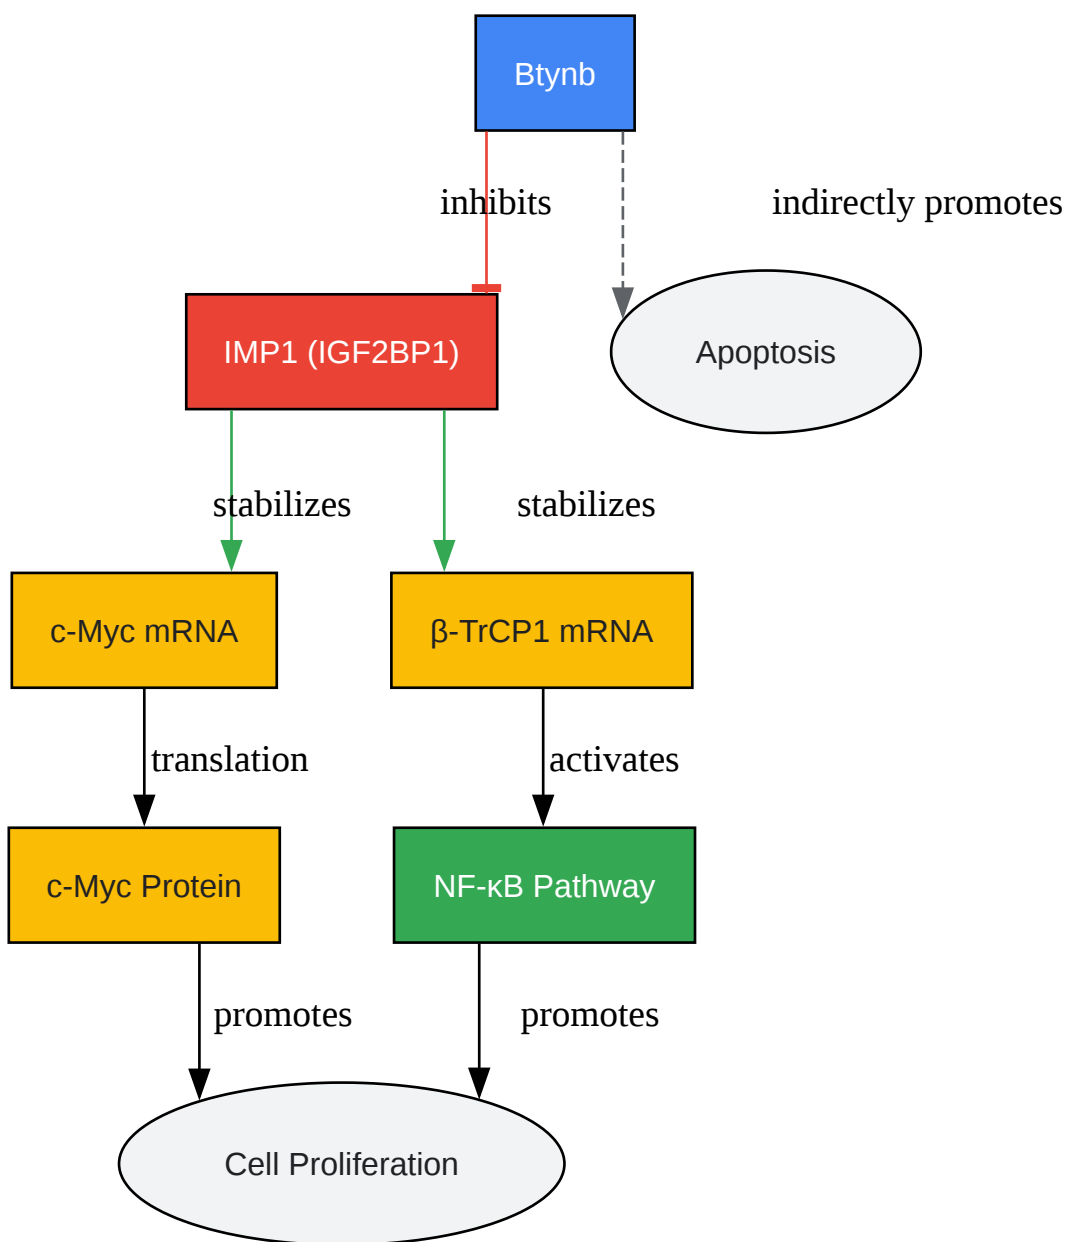 Btynb
inhibits
indirectly promotes
IMP1 (IGF2BP1)
Apoptosis
stabilizes
stabilizes
c-Myc mRNA
β-TrCP1 mRNA
translation
activates
c-Myc Protein
NF-κB Pathway
promotes
promotes
Cell Proliferation